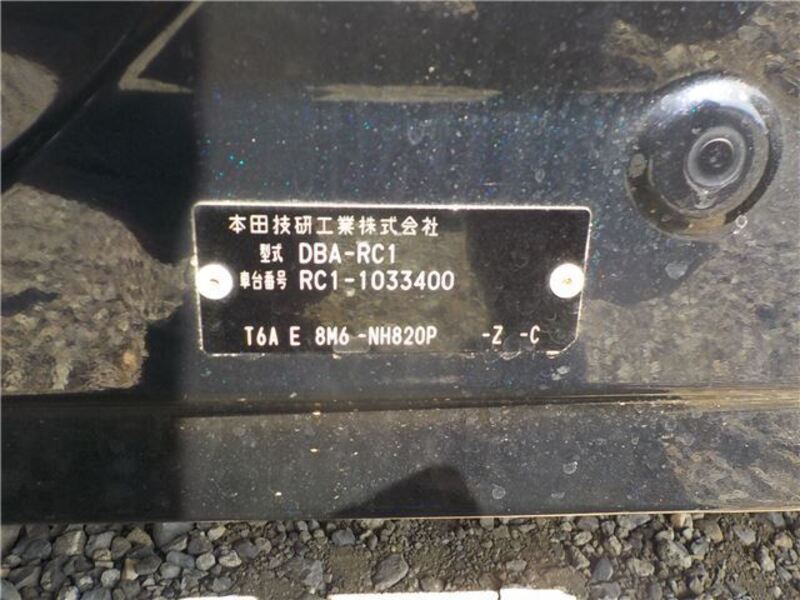 本田技研工業株式会社
型式 DBA-RC1
車台番号 RC1-1033400
T6A E 8M6 -NH820P -Z -C